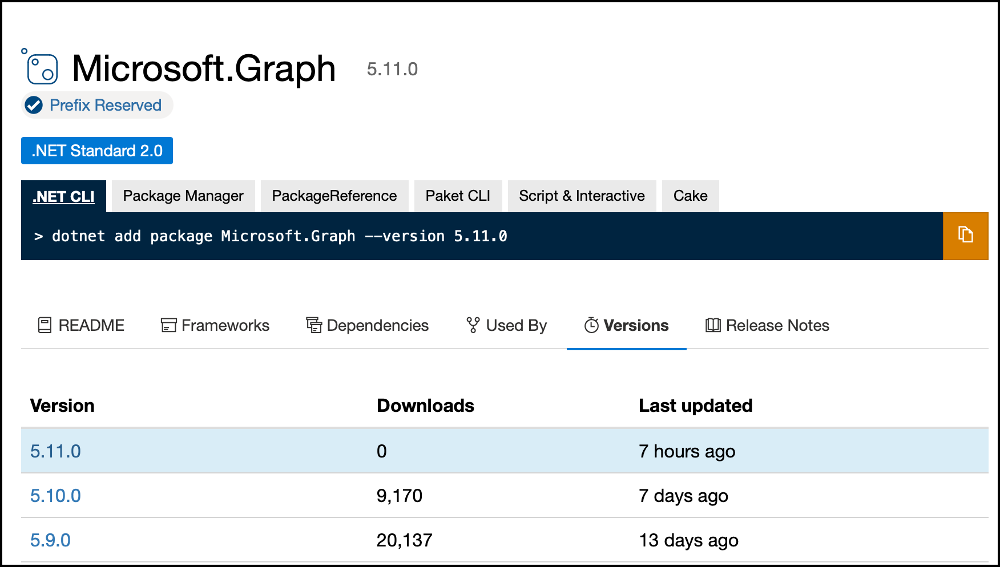 Microsoft.Graph 5.11.0
Prefix Reserved
.NET Standard 2.0
.NET CLI Package Manager PackageReference Paket CLI Script & Interactive Cake
> dotnet add package Microsoft.Graph --version 5.11.0
README Frameworks Dependencies Used By Versions Release Notes
Version Downloads Last updated
5.11.0 0 7 hours ago
5.10.0 9,170 7 days ago
5.9.0 20,137 13 days ago